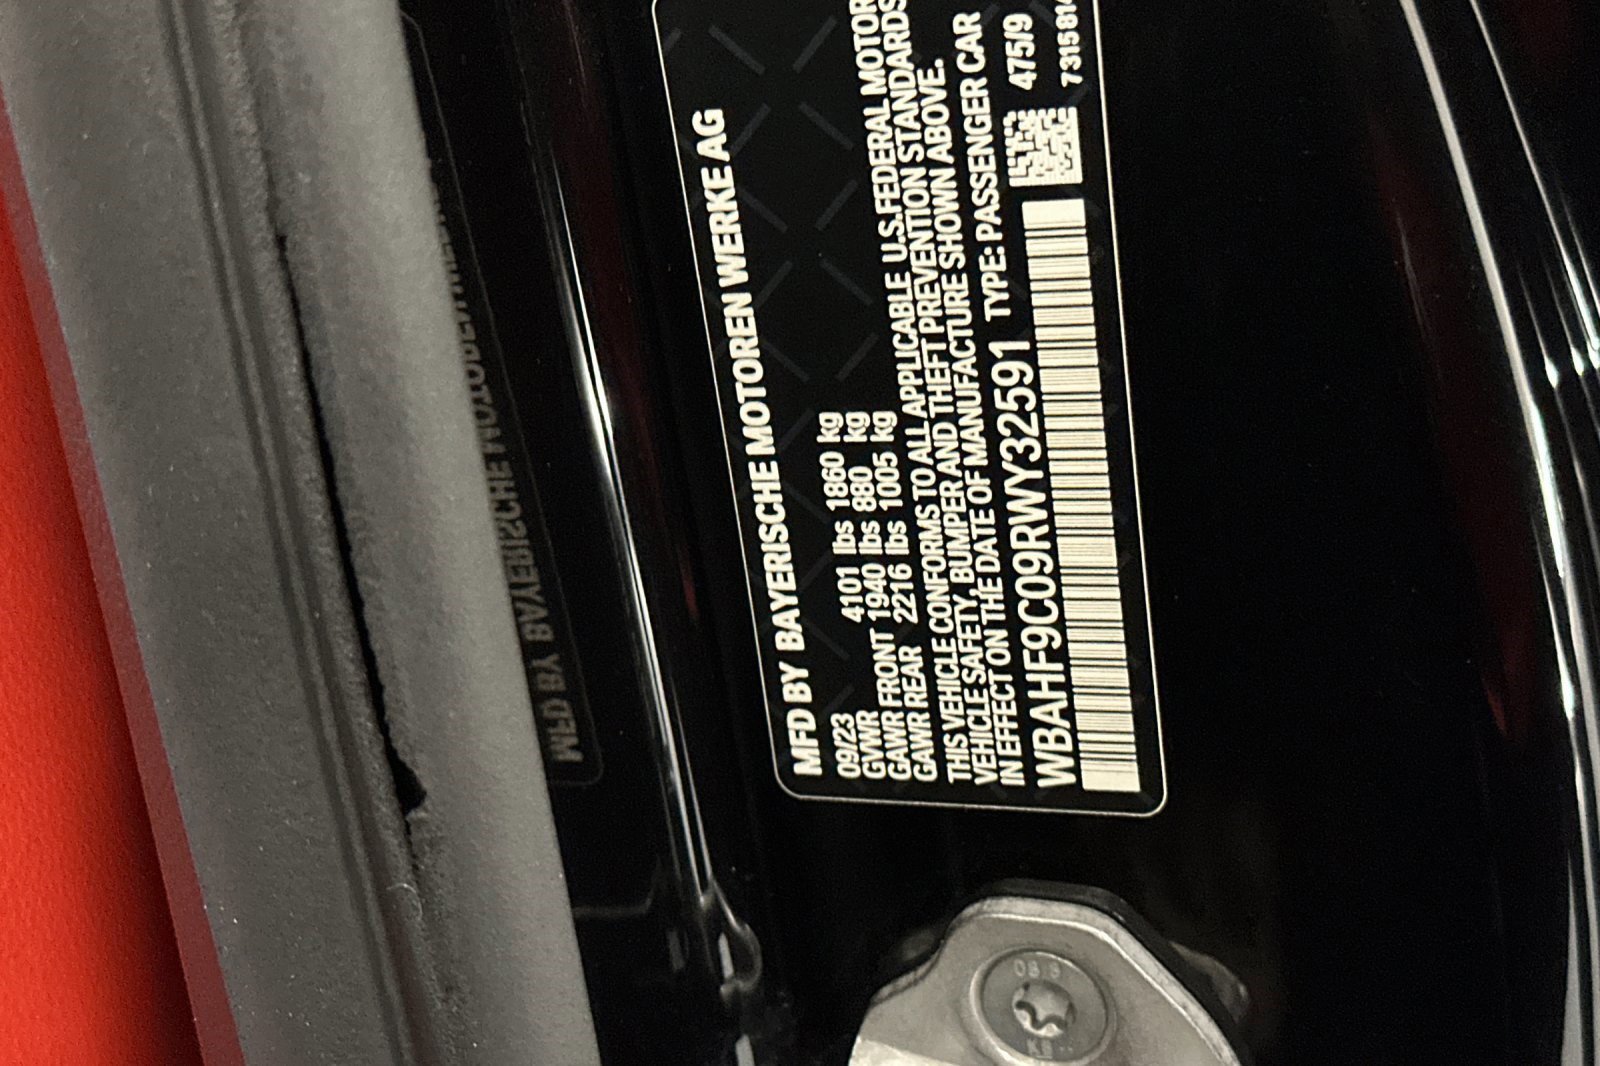 MFD BY BAYERISCHE MOTOREN WERKE AG
09/23
GVWR 4101 lbs 1860 kg
GAWR FRONT 1940 lbs 880 kg
GAWR REAR 2216 lbs 1005 kg
THIS VEHICLE CONFORMS TO ALL APPLICABLE U.S.FEDERAL MOTOR
VEHICLE SAFETY, BUMPER AND THEFT PREVENTION STANDARDS
IN EFFECT ON THE DATE OF MANUFACTURE SHOWN ABOVE.
WBAHF9C09RWY32591 TYPE: PASSENGER CAR
475/9
7315 814
MFD BY BAYERISCHE MOTOREN WERKE